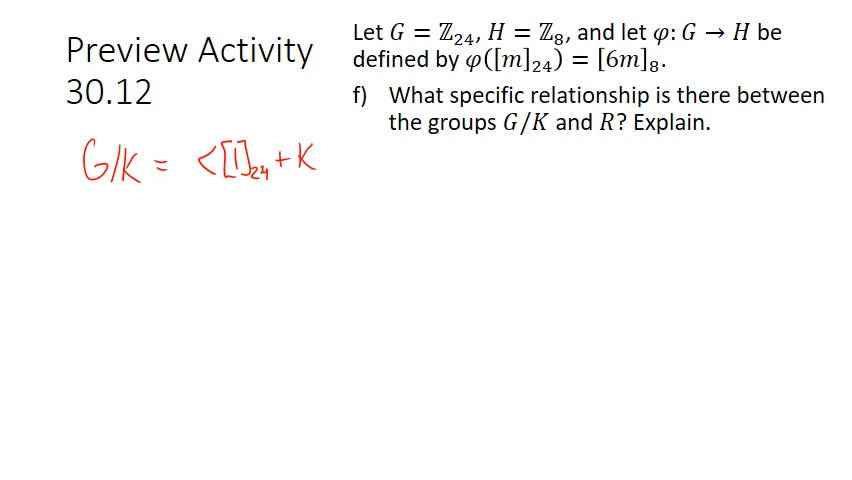 Preview Activity
30.12
Let G = ℤ₂₄, H = ℤ₈, and let φ: G → H be
defined by φ([m]₂₄) = [6m]₈.
f) What specific relationship is there between
the groups G/K and R? Explain.
G/K = <[1]₂₄ + K